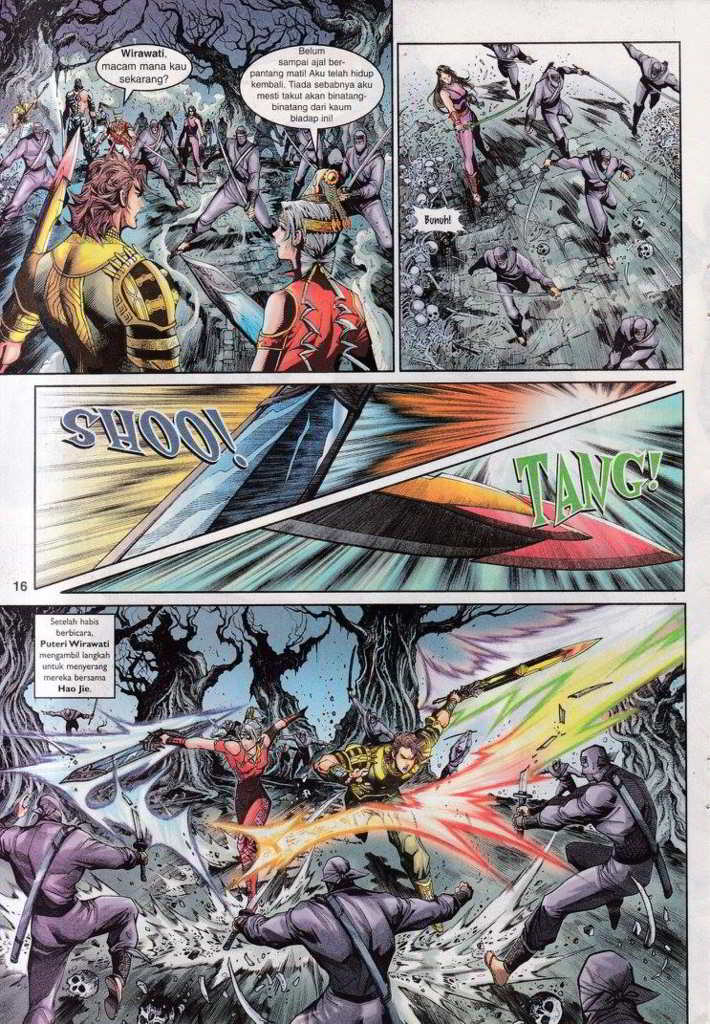 Wirawati,
macam mana kau
sekarang?
Belum
sampai ajal ber-
pantang mati! Aku telah hidup
kembali. Tiada sebabnya aku
mesti takut akan binatang-
binatang dari kaum
biadap ini!
Bunuh!
SHOO!
TANG!
16
Setelah habis
berbicara,
Puteri Wirawati
mengambil langkah
untuk menyerang
mereka bersama
Hao Jie.